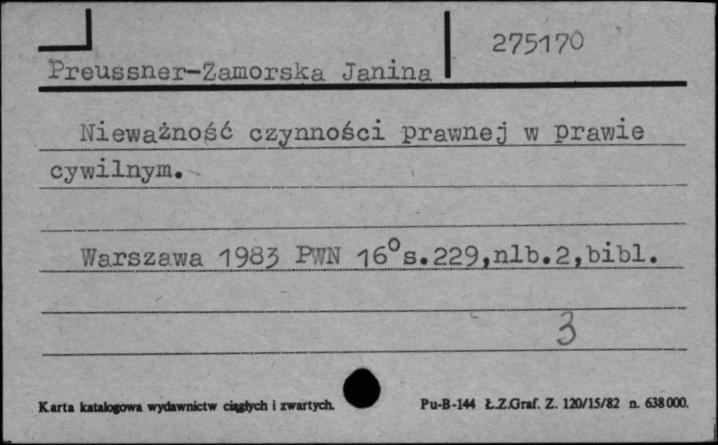 275170
Preussner-Zamorska Janina
Nieważność czynności prawnej w prawie
cywilnym.
Warszawa 1983 PWN 16° s.229,nlb.2,bibl.
3
Karta katalogowa wydawnictw ciągłych i zwartych. Pu-B-144 Ł.Z.Graf. Z. 120/15/82 n. 638000.